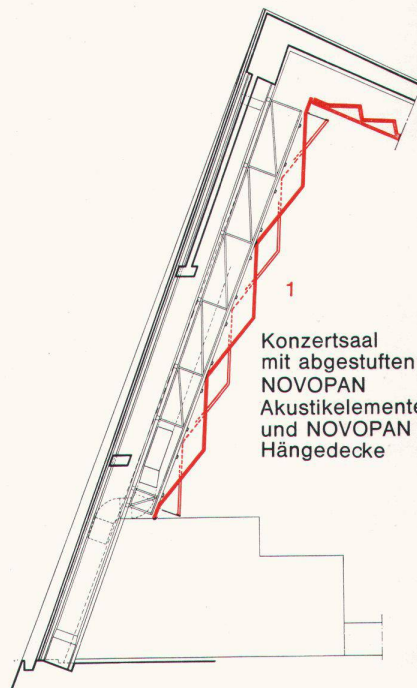 1
Konzertsaal
mit abgestuften
NOVOPAN
Akustikelemente
und NOVOPAN
Hängedecke